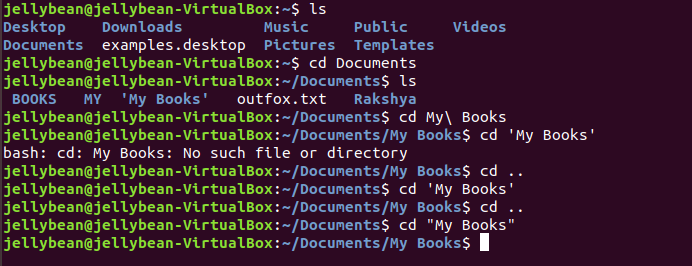 jellybean@jellybean-VirtualBox:~$ ls
Desktop Downloads Music Public Videos
Documents examples.desktop Pictures Templates
jellybean@jellybean-VirtualBox:~$ cd Documents
jellybean@jellybean-VirtualBox:~/Documents$ ls
BOOKS MY 'My Books' outfox.txt Rakshya
jellybean@jellybean-VirtualBox:~/Documents$ cd My\ Books
jellybean@jellybean-VirtualBox:~/Documents/My Books$ cd 'My Books'
bash: cd: My Books: No such file or directory
jellybean@jellybean-VirtualBox:~/Documents/My Books$ cd ..
jellybean@jellybean-VirtualBox:~/Documents$ cd 'My Books'
jellybean@jellybean-VirtualBox:~/Documents/My Books$ cd ..
jellybean@jellybean-VirtualBox:~/Documents$ cd "My Books"
jellybean@jellybean-VirtualBox:~/Documents/My Books$